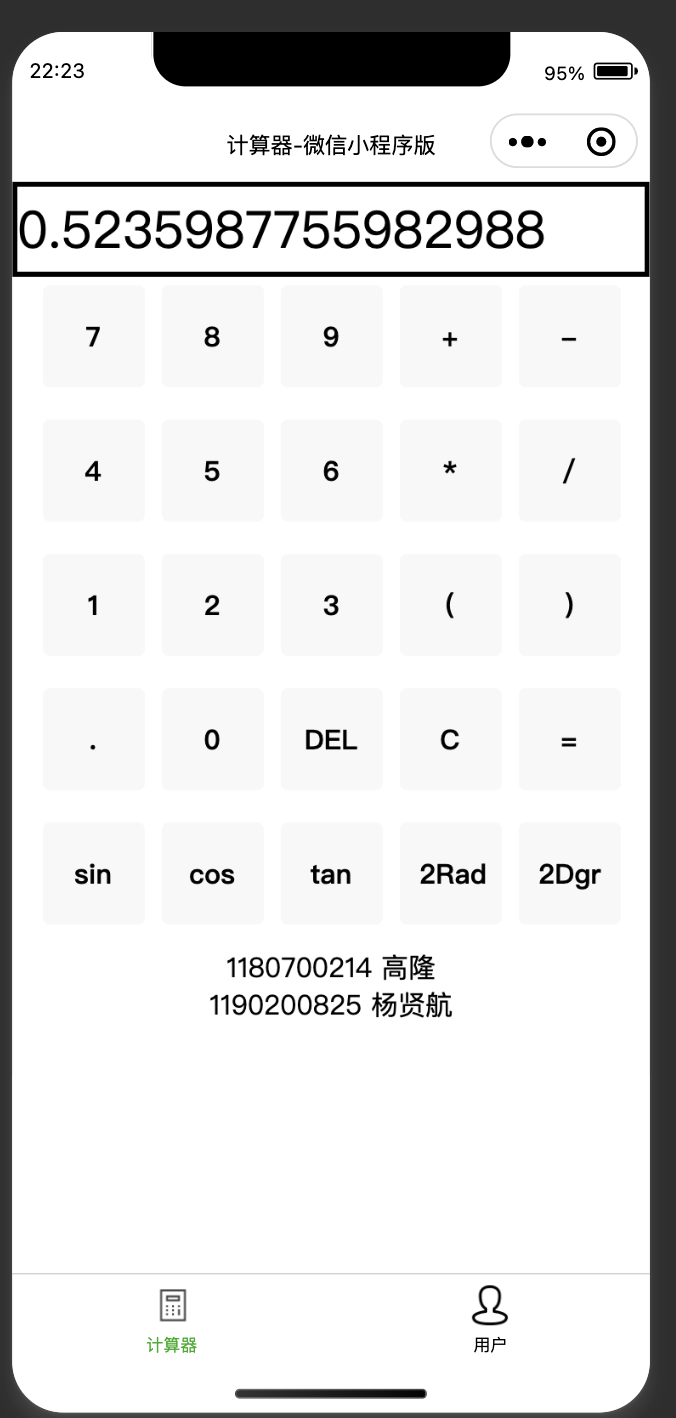 22:23 95%
计算器-微信小程序版
0.5235987755982988
7 8 9 + −
4 5 6 * /
1 2 3 ( )
. 0 DEL C =
sin cos tan 2Rad 2Dgr
1180700214 高隆
1190200825 杨贤航
计算器 用户